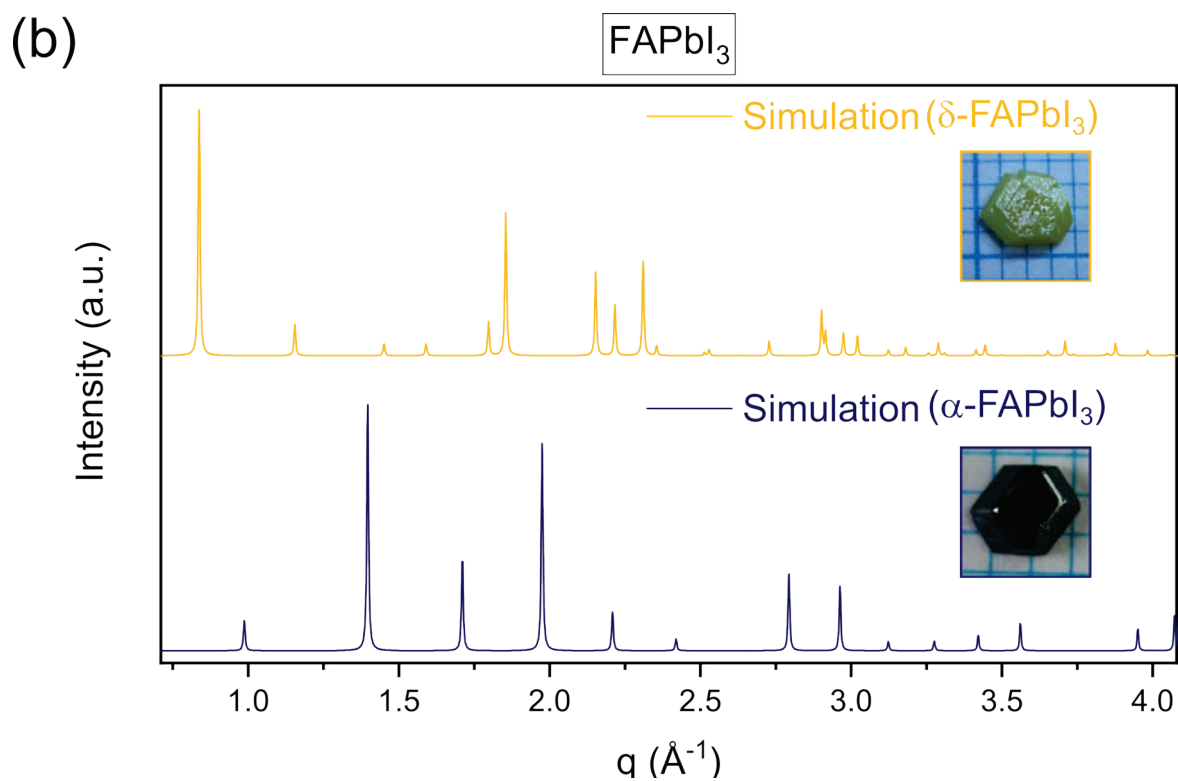 (b)
FAPbI₃
Simulation (δ-FAPbI₃)
Simulation (α-FAPbI₃)
Intensity (a.u.)
1.0 1.5 2.0 2.5 3.0 3.5 4.0
q (Å⁻¹)